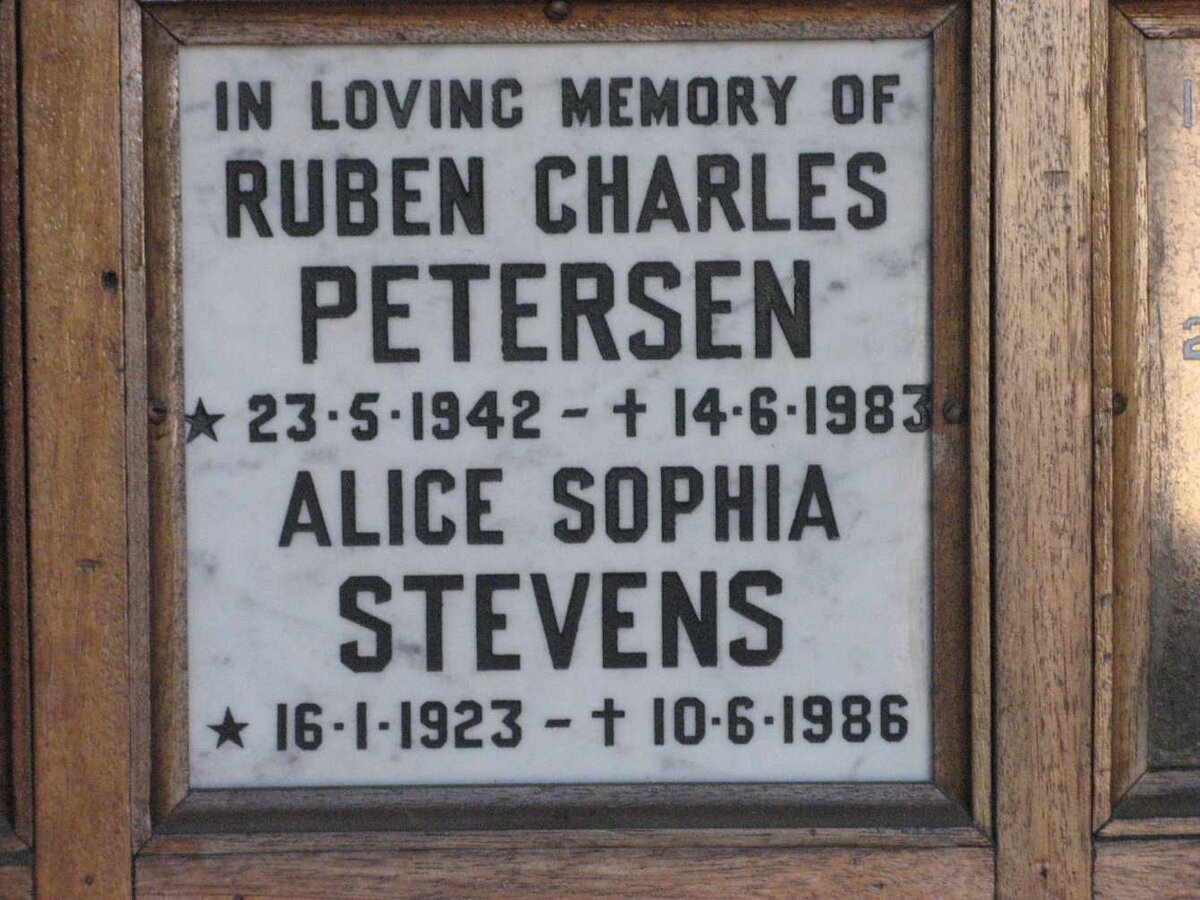 IN LOVING MEMORY OF
RUBEN CHARLES
PETERSEN
★ 23·5·1942 – † 14·6·1983
ALICE SOPHIA
STEVENS
★ 16·1·1923 – † 10·6·1986